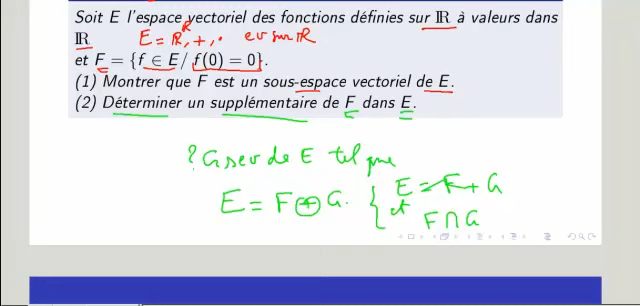 Soit E l'espace vectoriel des fonctions définies sur ℝ à valeurs dans
ℝ E = ℝ^ℝ, +, · ev sur ℝ
et F = {f ∈ E/ f(0) = 0}.
(1) Montrer que F est un sous-espace vectoriel de E.
(2) Déterminer un supplémentaire de F dans E.
? G sev de E tel que
E = F ⊕ G. { E = F + G
et
F ∩ G